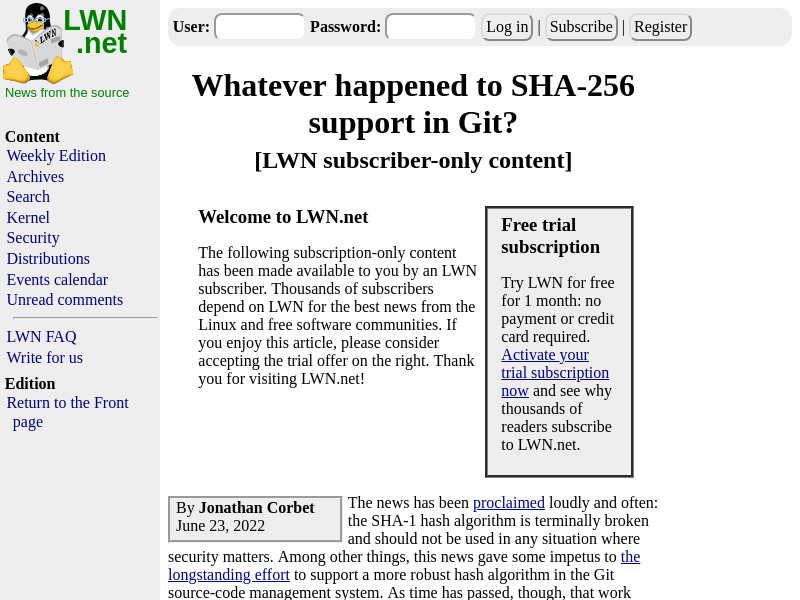 LWN
.net
News from the source
Content
Weekly Edition
Archives
Search
Kernel
Security
Distributions
Events calendar
Unread comments
LWN FAQ
Write for us
Edition
Return to the Front
page
User: Password: Log in | Subscribe | Register
Whatever happened to SHA-256
support in Git?
[LWN subscriber-only content]
Welcome to LWN.net
The following subscription-only content
has been made available to you by an LWN
subscriber. Thousands of subscribers
depend on LWN for the best news from the
Linux and free software communities. If
you enjoy this article, please consider
accepting the trial offer on the right. Thank
you for visiting LWN.net!
Free trial
subscription
Try LWN for free
for 1 month: no
payment or credit
card required.
Activate your
trial subscription
now and see why
thousands of
readers subscribe
to LWN.net.
By Jonathan Corbet
June 23, 2022
The news has been proclaimed loudly and often:
the SHA-1 hash algorithm is terminally broken
and should not be used in any situation where
security matters. Among other things, this news gave some impetus to the
longstanding effort to support a more robust hash algorithm in the Git
source-code management system. As time has passed, though, that work